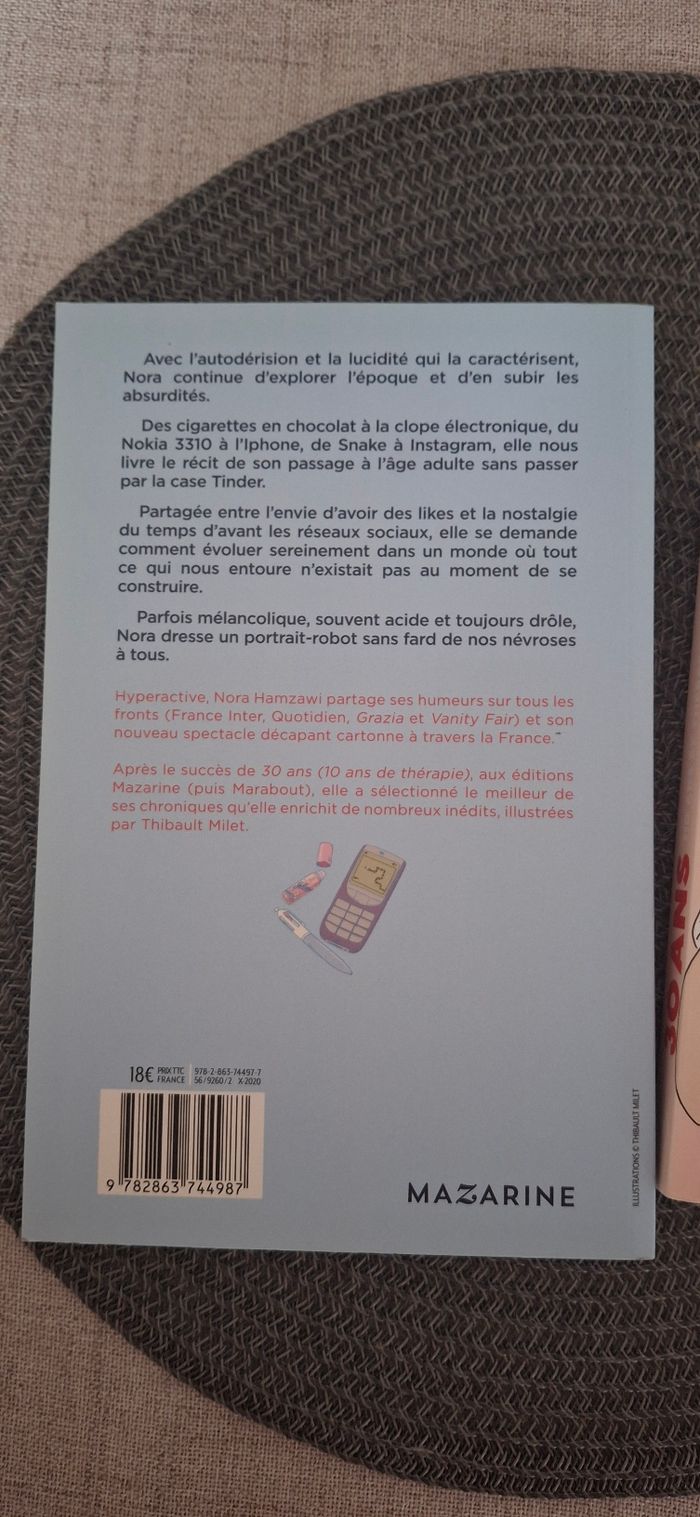 Avec l'autodérision et la lucidité qui la caractérisent,
Nora continue d'explorer l'époque et d'en subir les
absurdités.
Des cigarettes en chocolat à la clope électronique, du
Nokia 3310 à l'Iphone, de Snake à Instagram, elle nous
livre le récit de son passage à l'âge adulte sans passer
par la case Tinder.
Partagée entre l'envie d'avoir des likes et la nostalgie
du temps d'avant les réseaux sociaux, elle se demande
comment évoluer sereinement dans un monde où tout
ce qui nous entoure n'existait pas au moment de se
construire.
Parfois mélancolique, souvent acide et toujours drôle,
Nora dresse un portrait-robot sans fard de nos névroses
à tous.
Hyperactive, Nora Hamzawi partage ses humeurs sur tous les
fronts (France Inter, Quotidien, Grazia et Vanity Fair) et son
nouveau spectacle décapant cartonne à travers la France.
Après le succès de 30 ans (10 ans de thérapie), aux éditions
Mazarine (puis Marabout), elle a sélectionné le meilleur de
ses chroniques qu'elle enrichit de nombreux inédits, illustrées
par Thibault Milet.
18€ PRIX TTC FRANCE
978-2-863-74497-7
56/9260/2 X-2020
9 782863 744987
MAZARINE
ILLUSTRATIONS © THIBAULT MILET
30 ANS